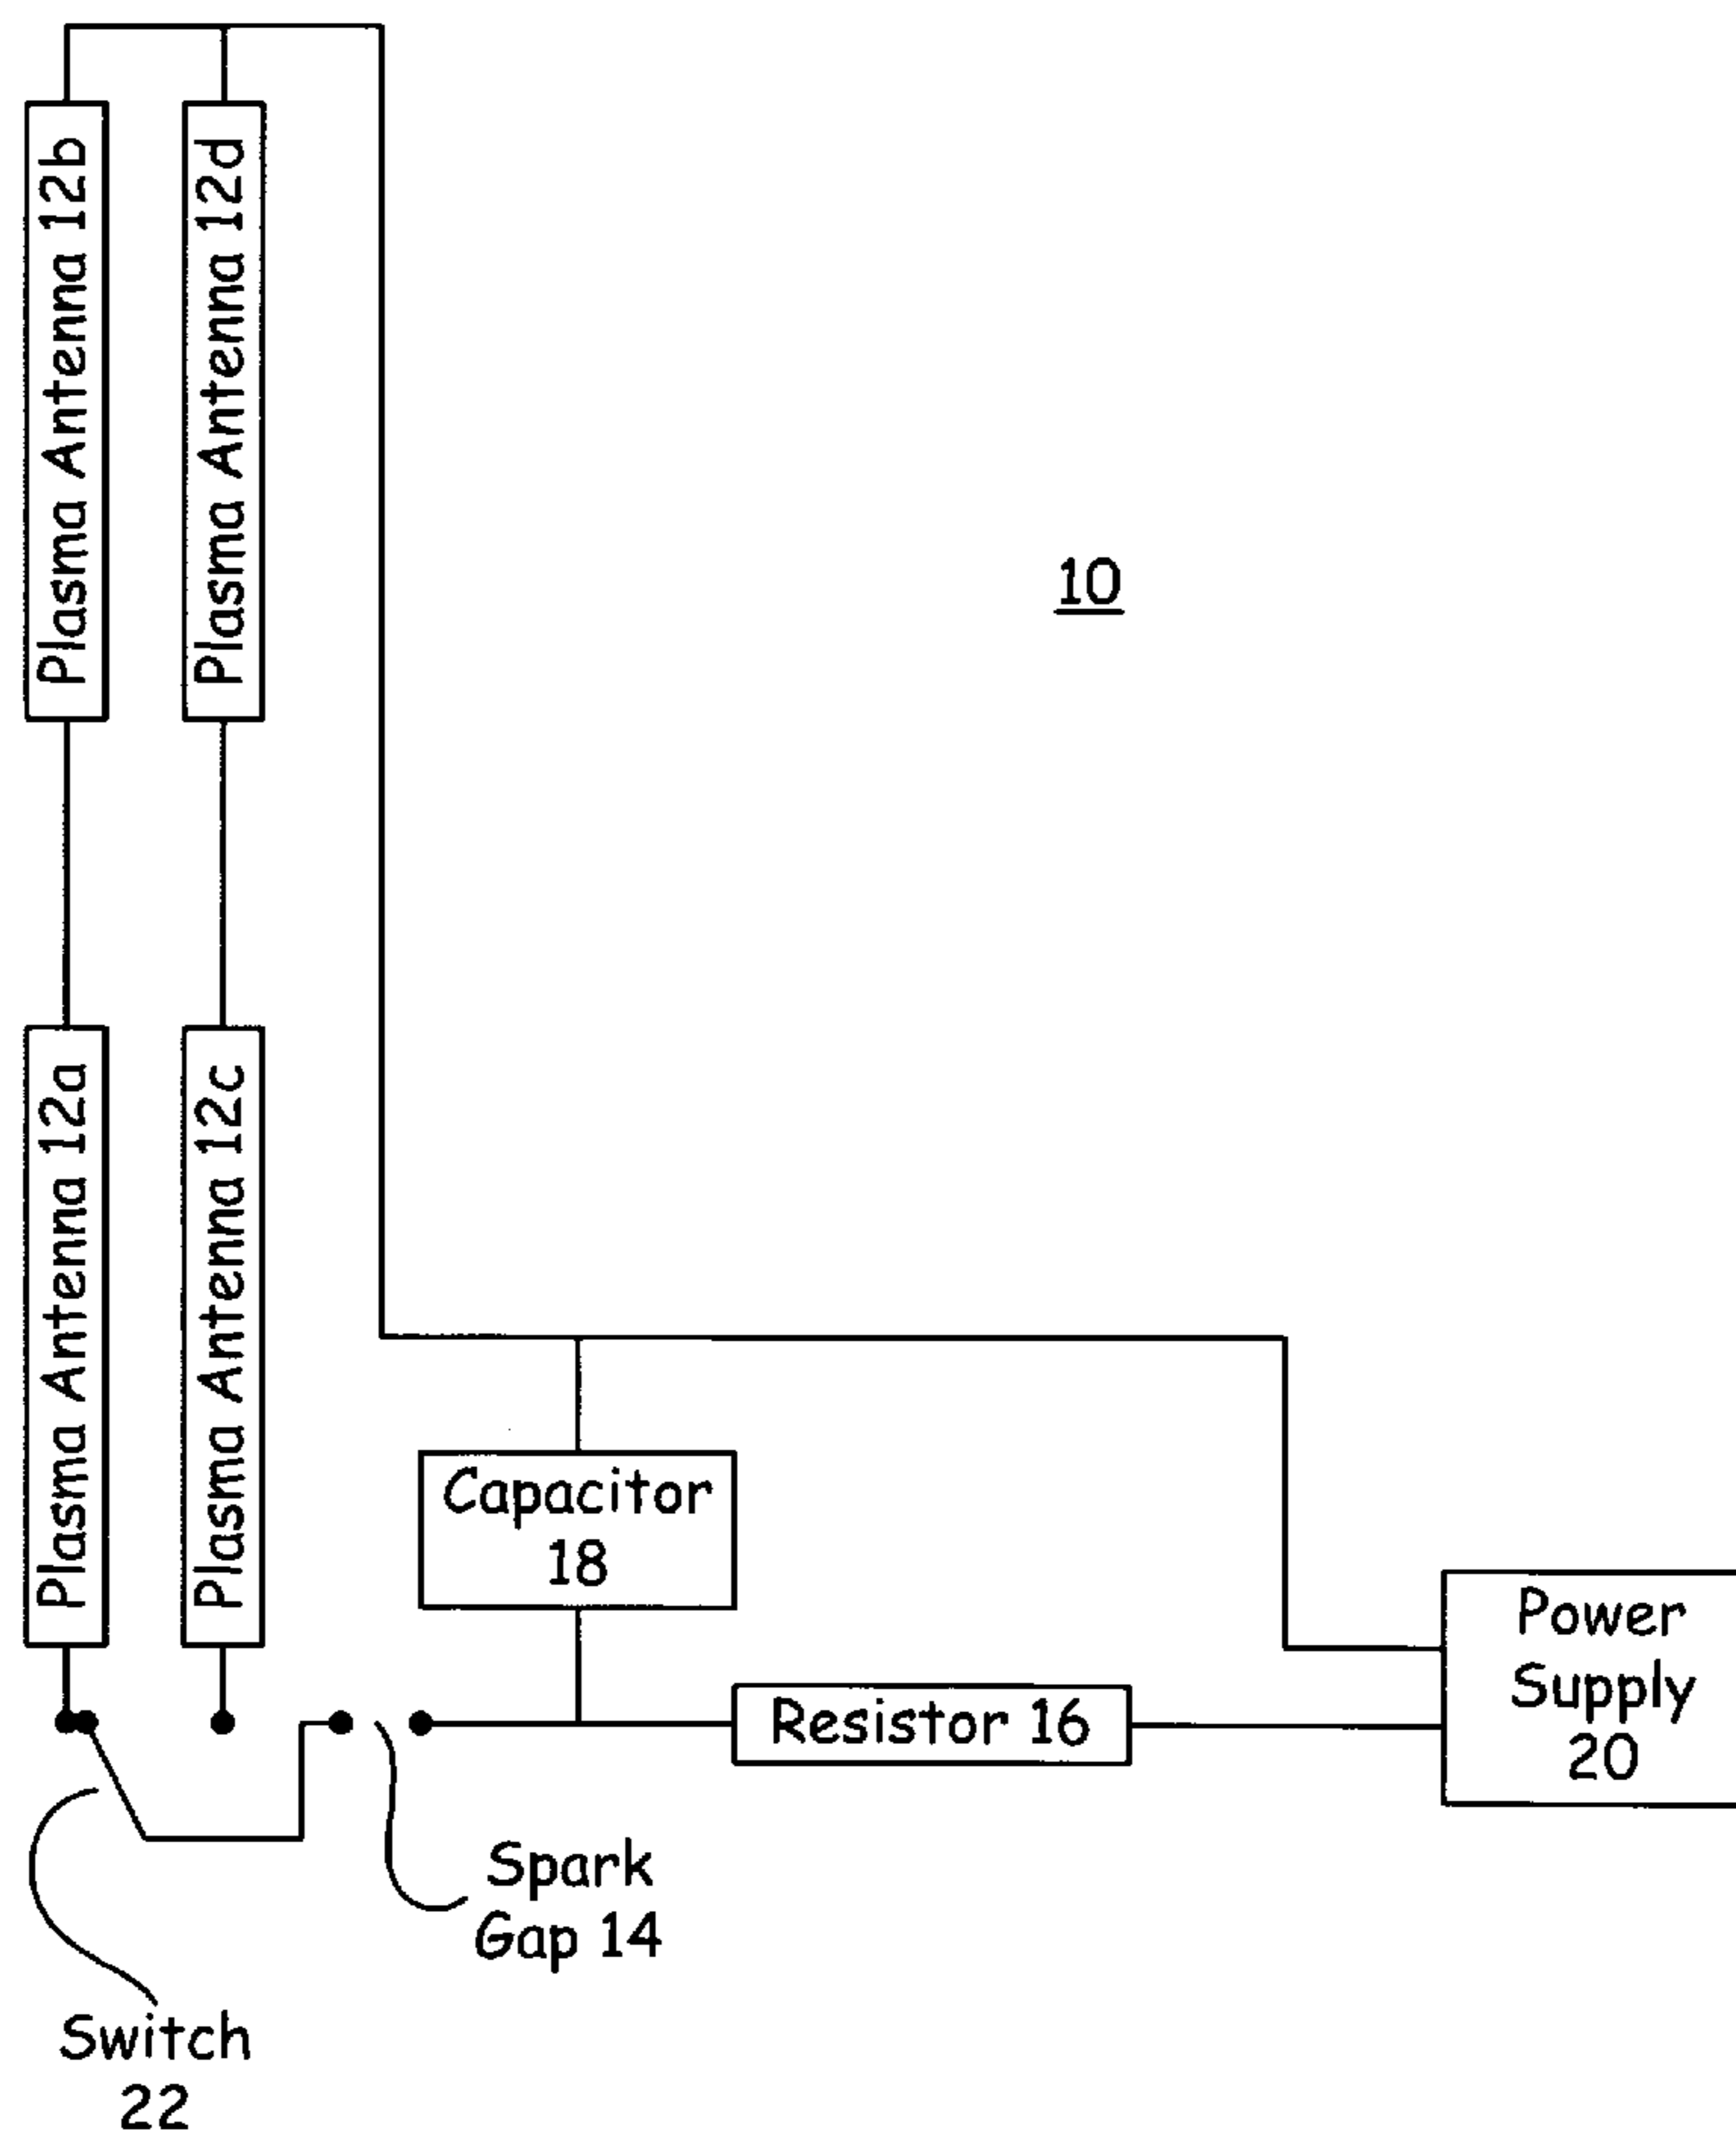 Plasma Antenna 12b
Plasma Antenna 12d
10
Plasma Antenna 12a
Plasma Antenna 12c
Capacitor
18
Resistor 16
Power
Supply
20
Spark
Gap 14
Switch
22